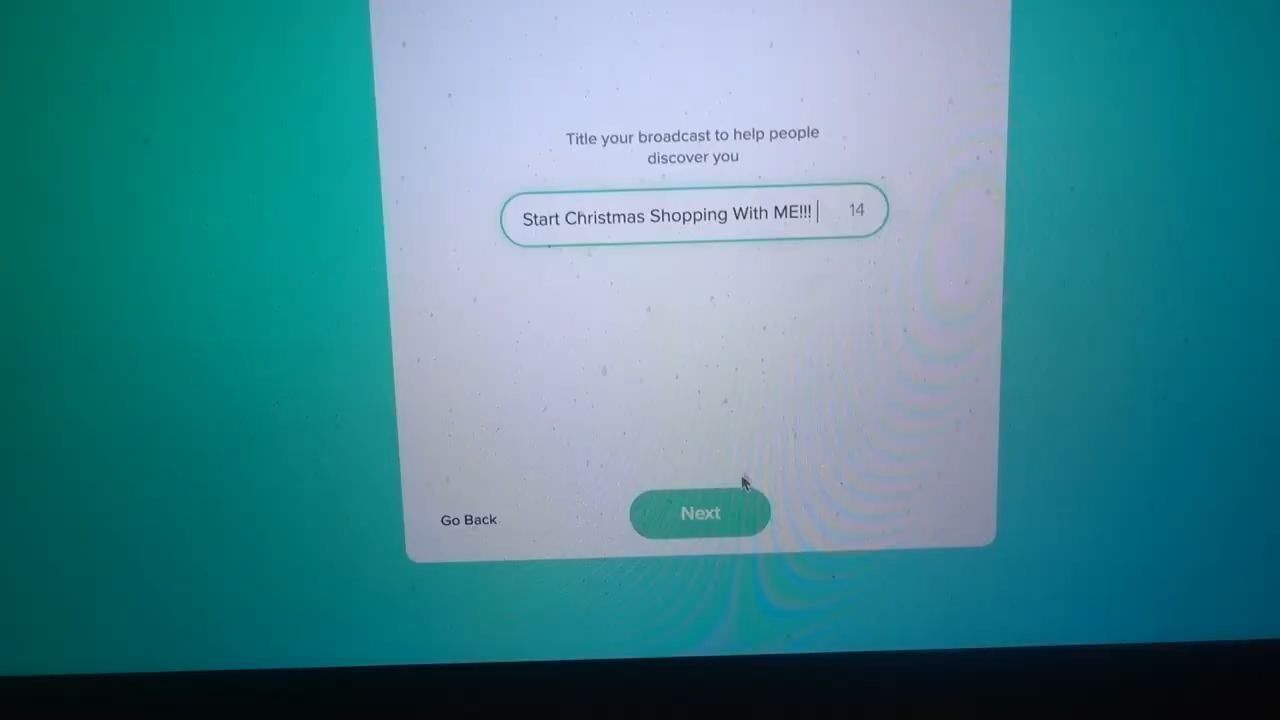 Title your broadcast to help people
discover you
Start Christmas Shopping With ME!!! 14
Go Back
Next